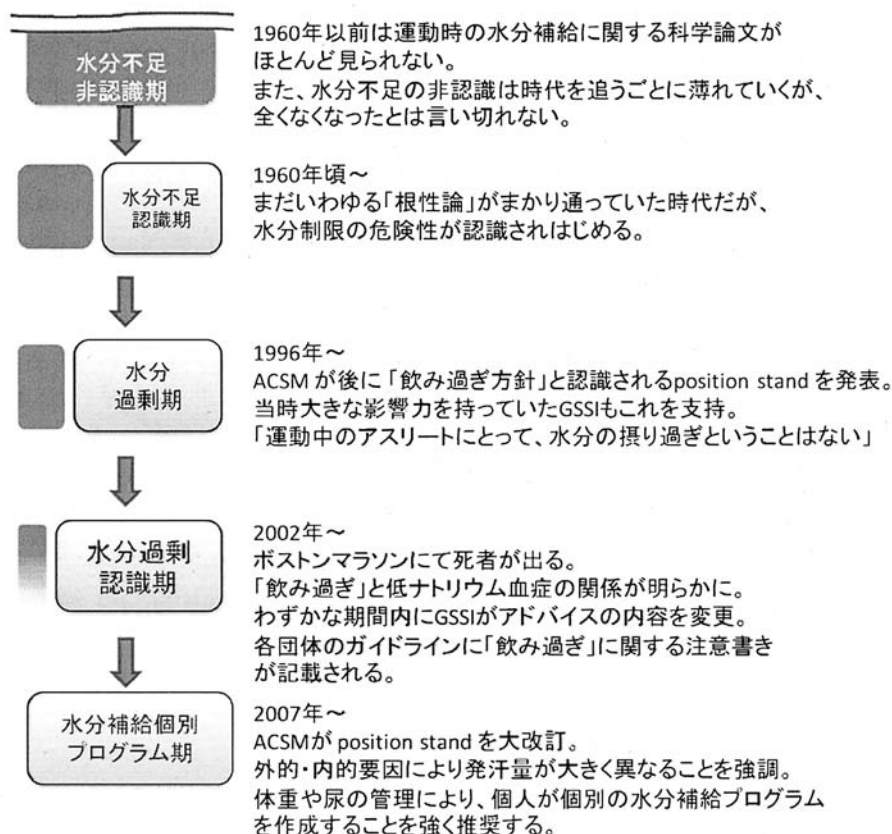 水分不足
非認識期
1960年以前は運動時の水分補給に関する科学論文が
ほとんど見られない。
また、水分不足の非認識は時代を追うごとに薄れていくが、
全くなくなったとは言い切れない。
水分不足
認識期
1960年頃～
まだいわゆる「根性論」がまかり通っていた時代だが、
水分制限の危険性が認識されはじめる。
水分
過剰期
1996年～
ACSM が後に「飲み過ぎ方針」と認識されるposition stand を発表。
当時大きな影響力を持っていたGSSIもこれを支持。
「運動中のアスリートにとって、水分の摂り過ぎということはない」
水分過剰
認識期
2002年～
ボストンマラソンにて死者が出る。
「飲み過ぎ」と低ナトリウム血症の関係が明らかに。
わずかな期間内にGSSIがアドバイスの内容を変更。
各団体のガイドラインに「飲み過ぎ」に関する注意書き
が記載される。
水分補給個別
プログラム期
2007年～
ACSMが position stand を大改訂。
外的・内的要因により発汗量が大きく異なることを強調。
体重や尿の管理により、個人が個別の水分補給プログラム
を作成することを強く推奨する。